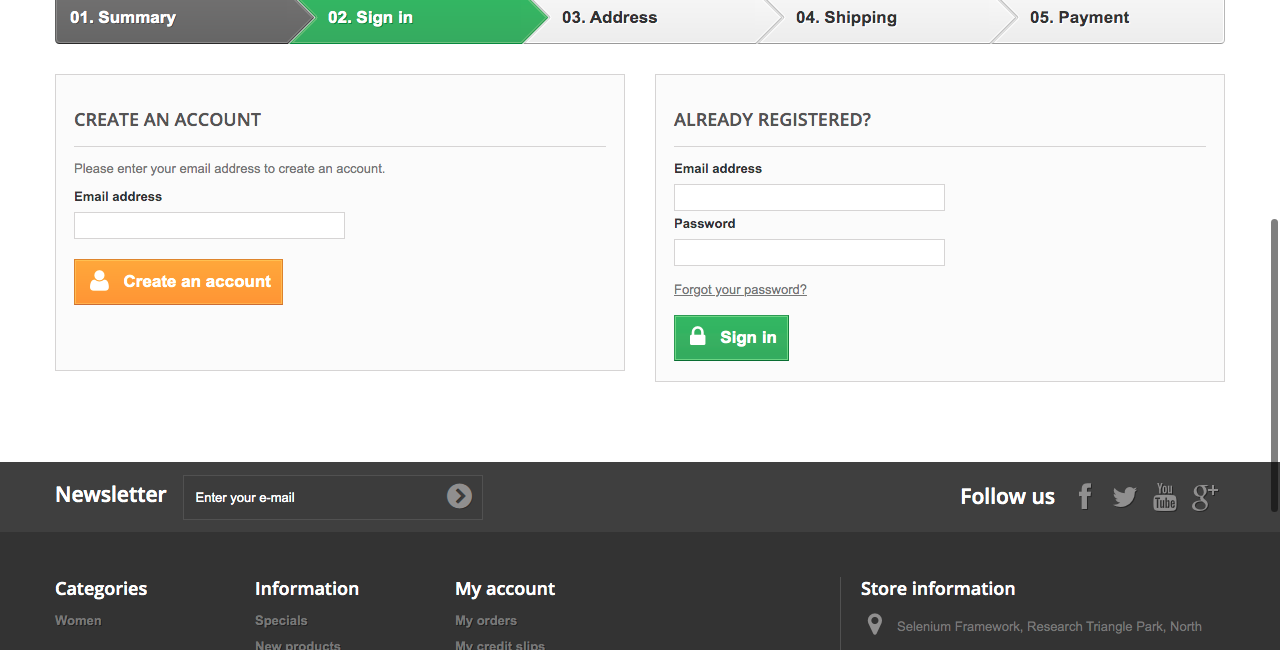 01. Summary
02. Sign in
03. Address
04. Shipping
05. Payment
CREATE AN ACCOUNT
Please enter your email address to create an account.
Email address
Create an account
ALREADY REGISTERED?
Email address
Password
Forgot your password?
Sign in
Newsletter
Enter your e-mail
Follow us
You
Tube
g+
Categories
Women
Information
Specials
New products
My account
My orders
My credit slips
Store information
Selenium Framework, Research Triangle Park, North